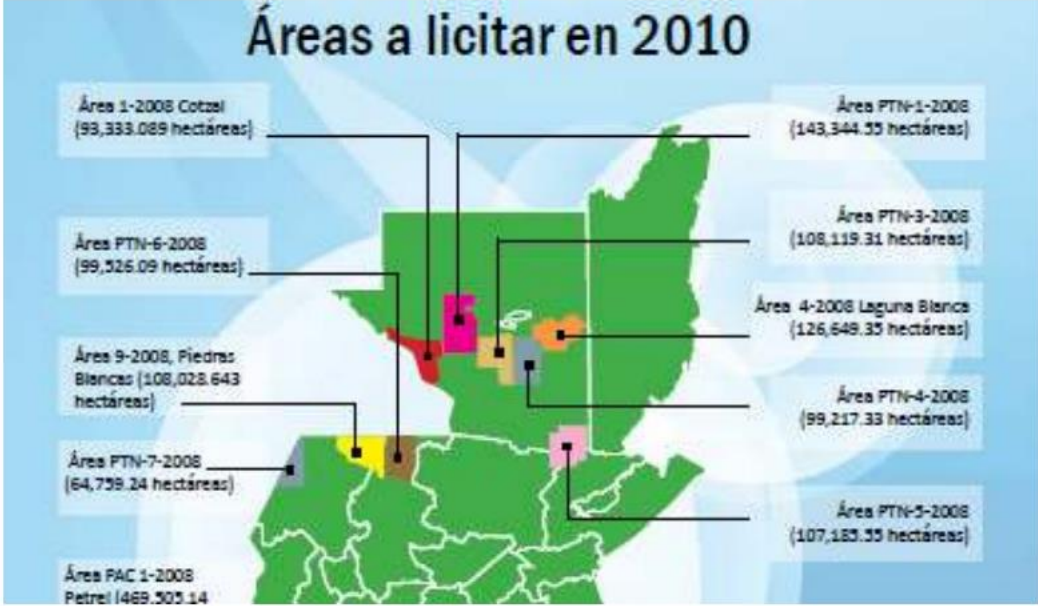 Áreas a licitar en 2010
Área 1-2008 Cotzal
(93,333.089 hectáreas)
Área PTN-6-2008
(99,526.09 hectáreas)
Área 9-2008, Piedras
Blancas (108,028.643
hectáreas)
Área PTN-7-2008
(64,759.24 hectáreas)
Área PAC 1-2008
Petrel (469,505.14
Área PTN-1-2008
(143,344.55 hectáreas)
Área PTN-3-2008
(108,119.31 hectáreas)
Área 4-2008 Laguna Blanca
(126,649.35 hectáreas)
Área PTN-4-2008
(99,217.33 hectáreas)
Área PTN-5-2008
(107,185.55 hectáreas)